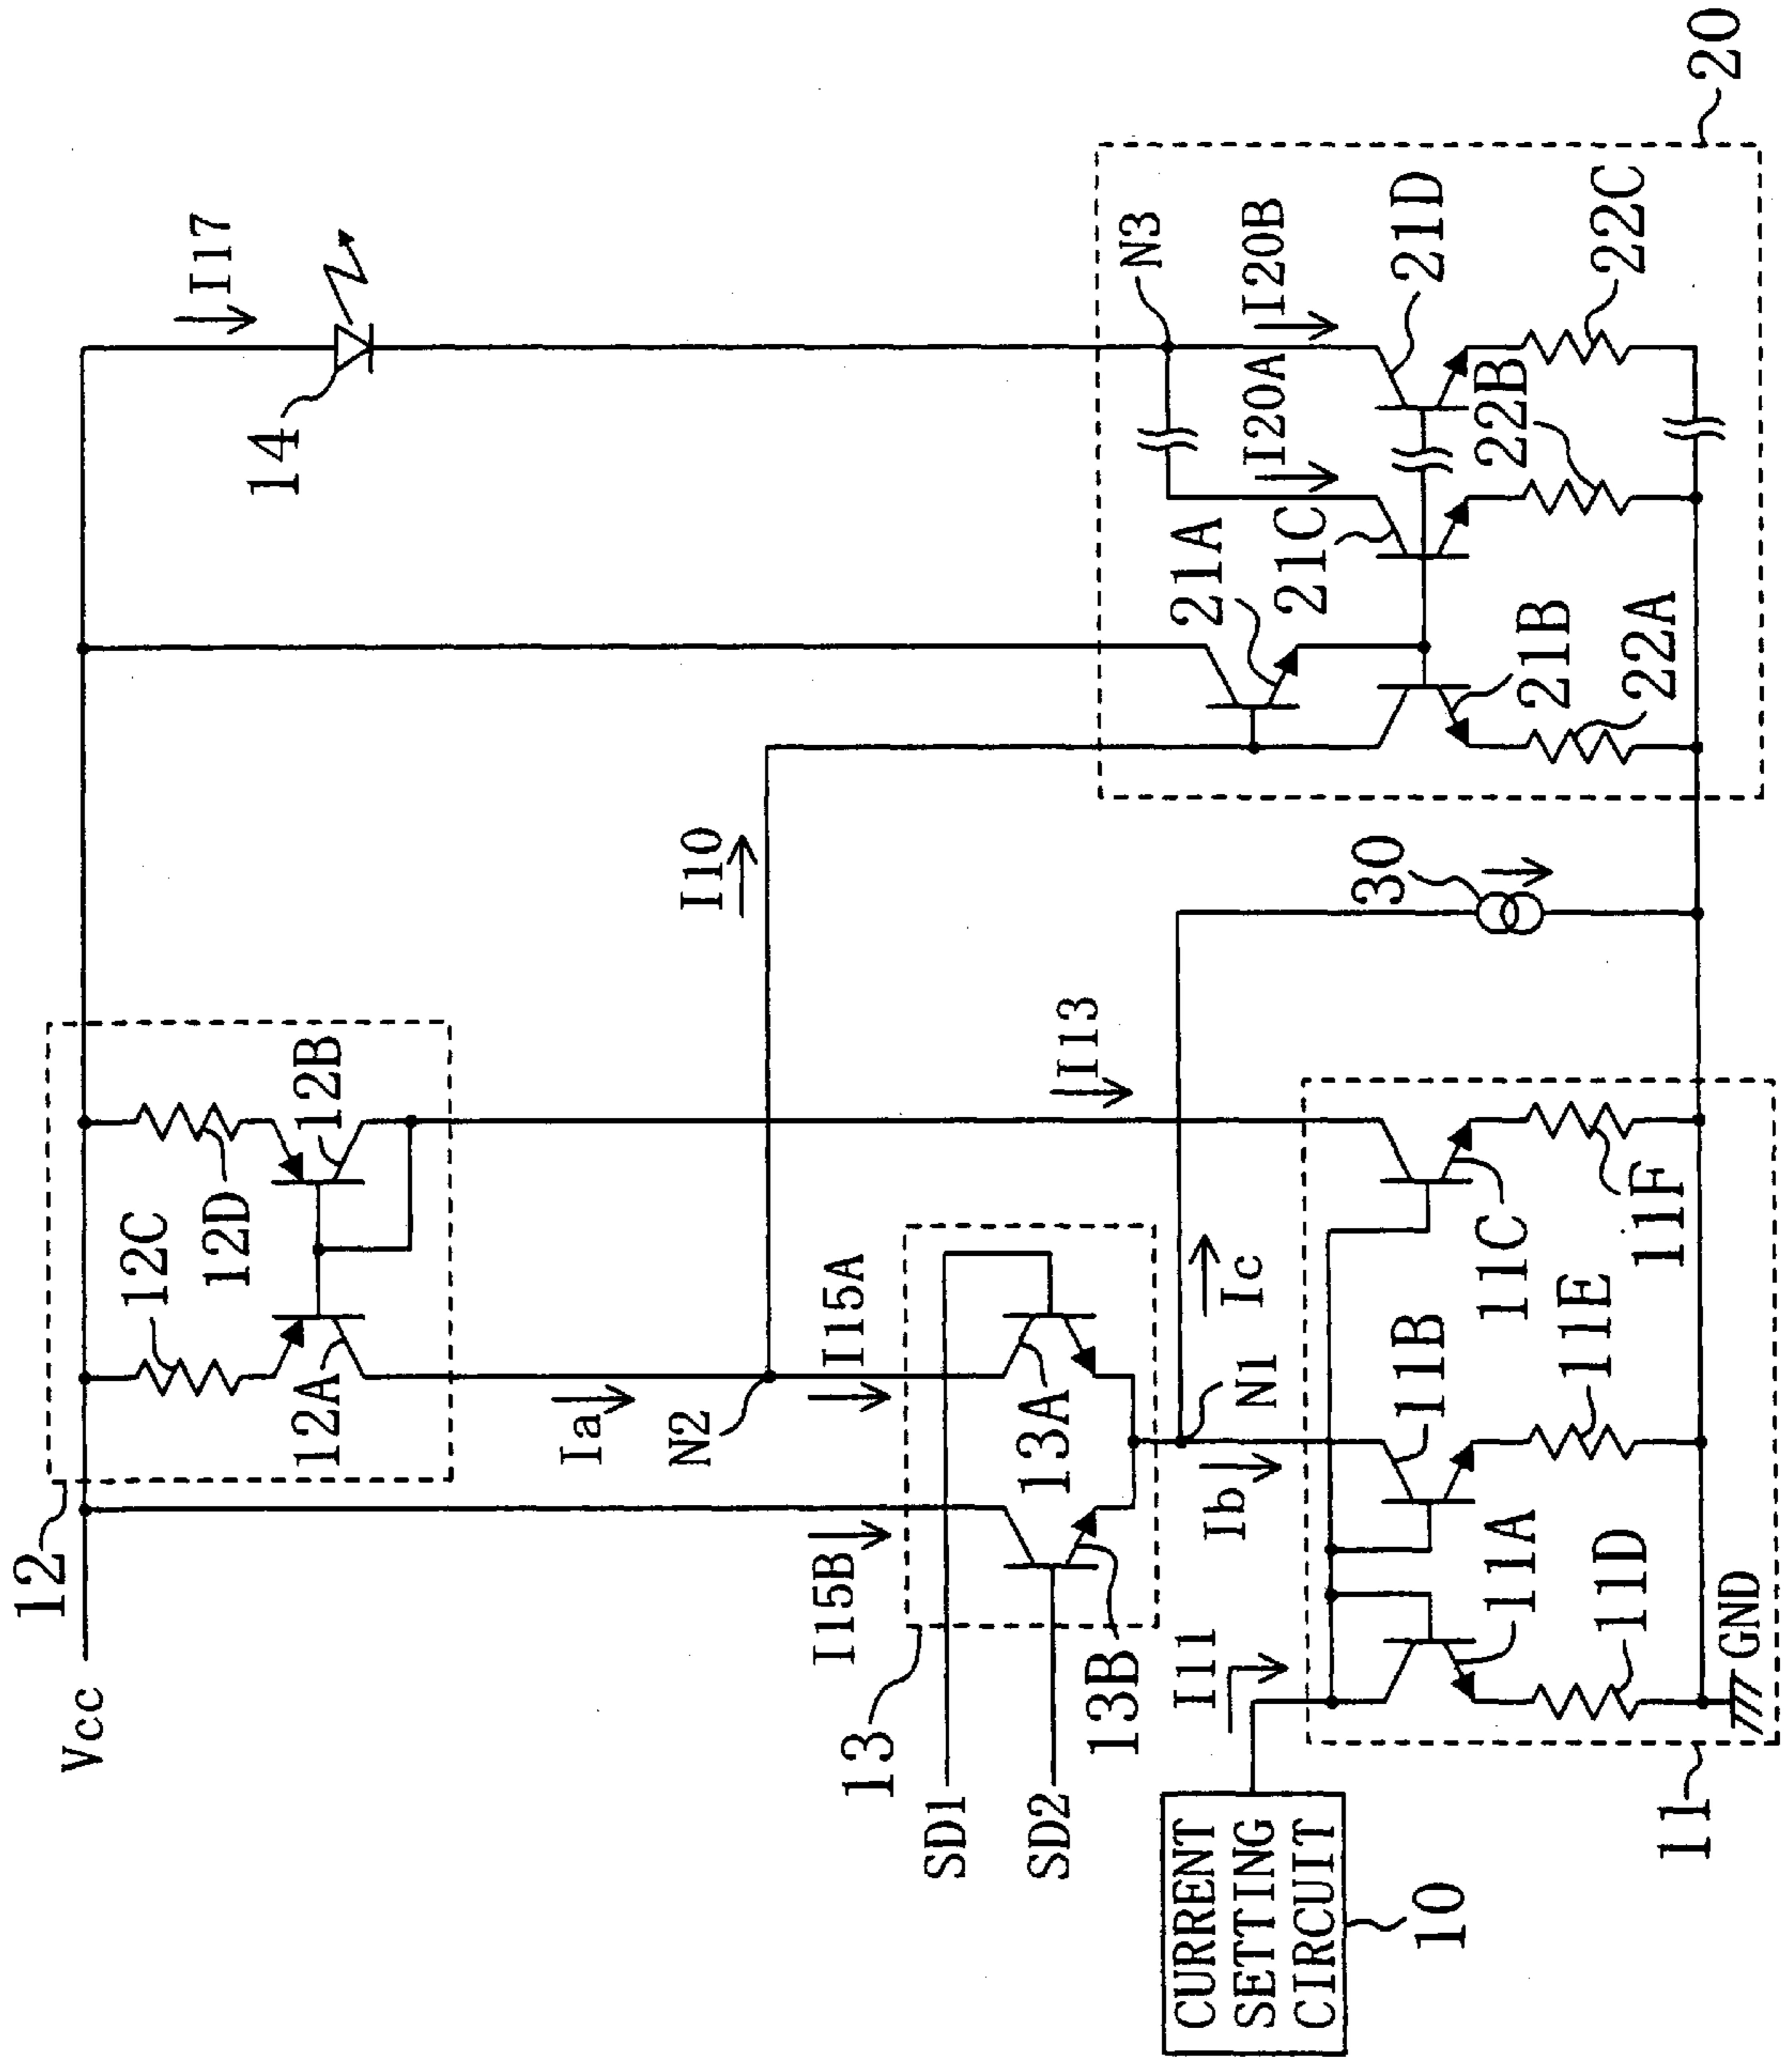 Vcc
12
12C
12D
12A
12B
I17
14
Ia
N2
I10
I15B
I15A
13
SD1
SD2
13A
13B
I13
Ib
N1
Ic
I11
CURRENT
SETTING
CIRCUIT
10
11
11A
11B
11C
11D
11E
11F
GND
30
20
N3
I20A
I20B
21A
21B
21C
21D
22A
22B
22C